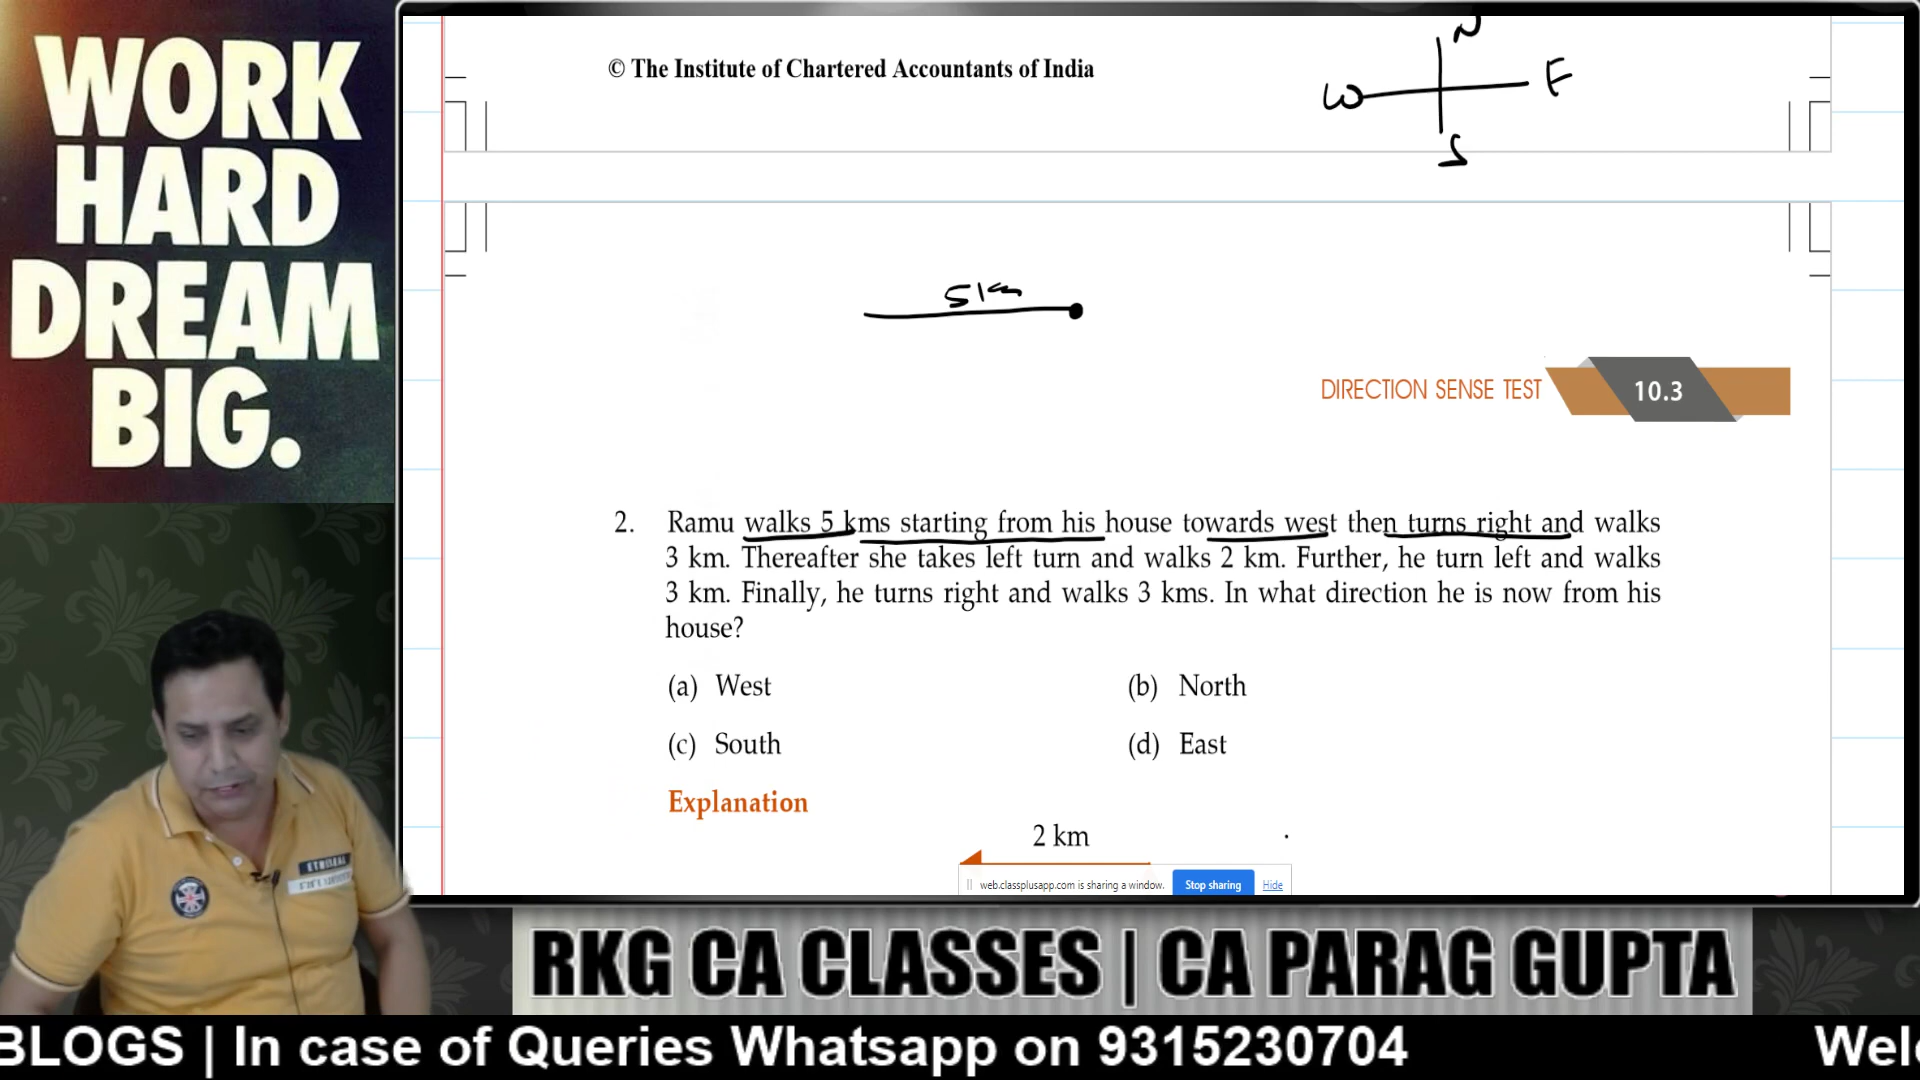 WORK
HARD
DREAM
BIG.
© The Institute of Chartered Accountants of India
N
W
E
S
5 km
DIRECTION SENSE TEST
10.3
2. Ramu walks 5 kms starting from his house towards west then turns right and walks
3 km. Thereafter she takes left turn and walks 2 km. Further, he turn left and walks
3 km. Finally, he turns right and walks 3 kms. In what direction he is now from his
house?
(a) West
(b) North
(c) South
(d) East
Explanation
2 km
web.classplusapp.com is sharing a window.
Stop sharing
Hide
RKG CA CLASSES | CA PARAG GUPTA
BLOGS | In case of Queries Whatsapp on 9315230704
Welc